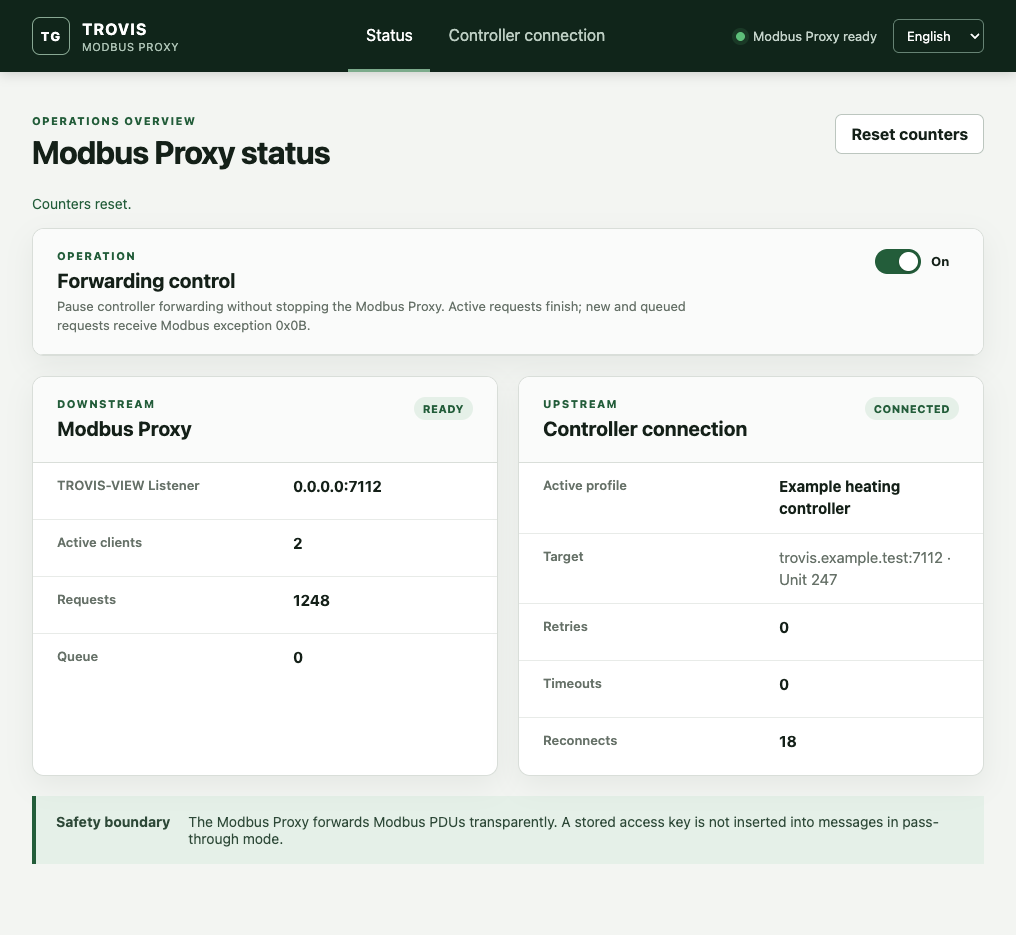 TG
TROVIS
MODBUS PROXY
Status
Controller connection
Modbus Proxy ready
English
OPERATIONS OVERVIEW
Modbus Proxy status
Reset counters
Counters reset.
OPERATION
Forwarding control
On
Pause controller forwarding without stopping the Modbus Proxy. Active requests finish; new and queued
requests receive Modbus exception 0x0B.
DOWNSTREAM
Modbus Proxy
READY
TROVIS-VIEW Listener 0.0.0.0:7112
Active clients 2
Requests 1248
Queue 0
UPSTREAM
Controller connection
CONNECTED
Active profile Example heating
controller
Target trovis.example.test:7112 ·
Unit 247
Retries 0
Timeouts 0
Reconnects 18
Safety boundary The Modbus Proxy forwards Modbus PDUs transparently. A stored access key is not inserted into messages in pass-
through mode.